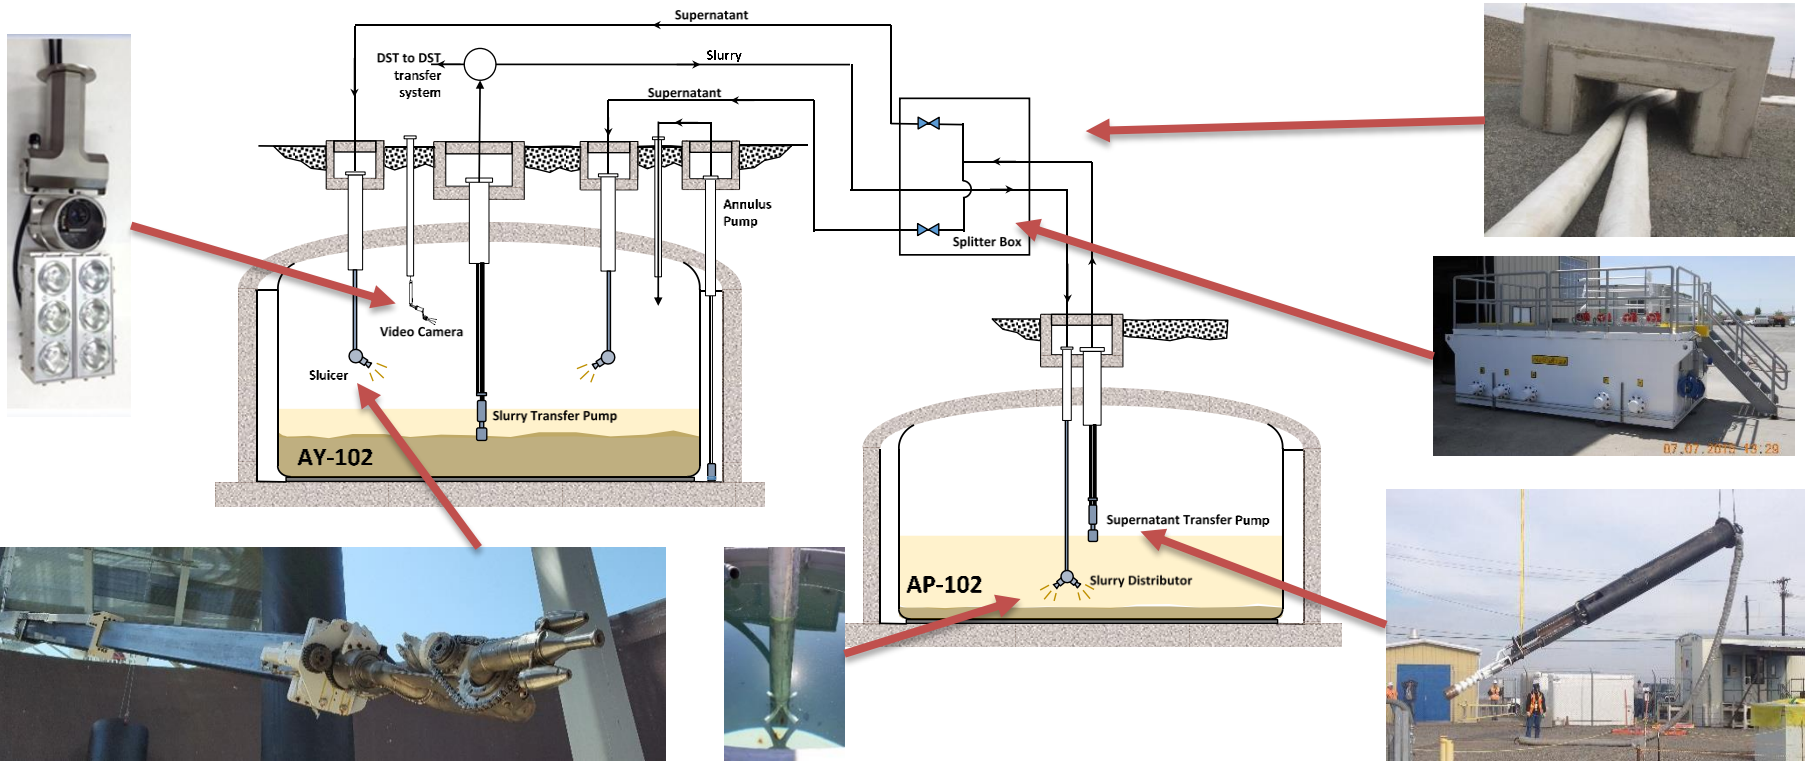 Supernatant
DST to DST
transfer
system
Slurry
Supernatant
Annulus
Pump
Splitter Box
Video Camera
Sluicer
Slurry Transfer Pump
AY-102
Supernatant Transfer Pump
Slurry Distributor
AP-102